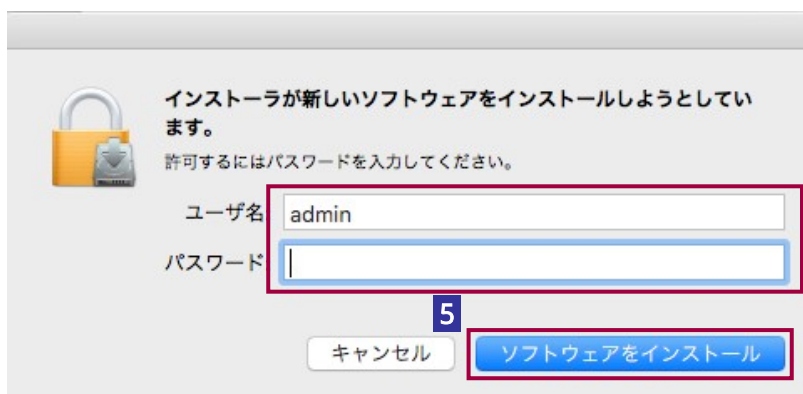 インストーラが新しいソフトウェアをインストールしようとしてい
ます。
許可するにはパスワードを入力してください。
ユーザ名 admin
パスワード
5
キャンセル ソフトウェアをインストール